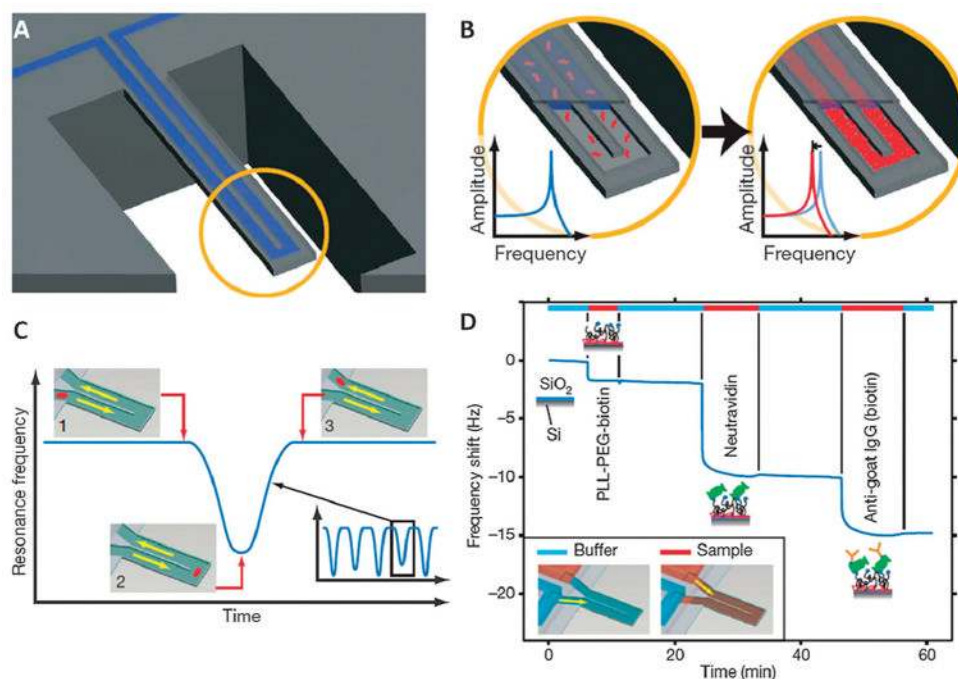 A
B
Amplitude
Frequency
Amplitude
Frequency
C
Resonance frequency
1
2
3
Time
D
Frequency shift (Hz)
0
−5
−10
−15
−20
SiO2
Si
PLL-PEG-biotin
Neutravidin
Anti-goat IgG (biotin)
Buffer
Sample
0
20
40
60
Time (min)